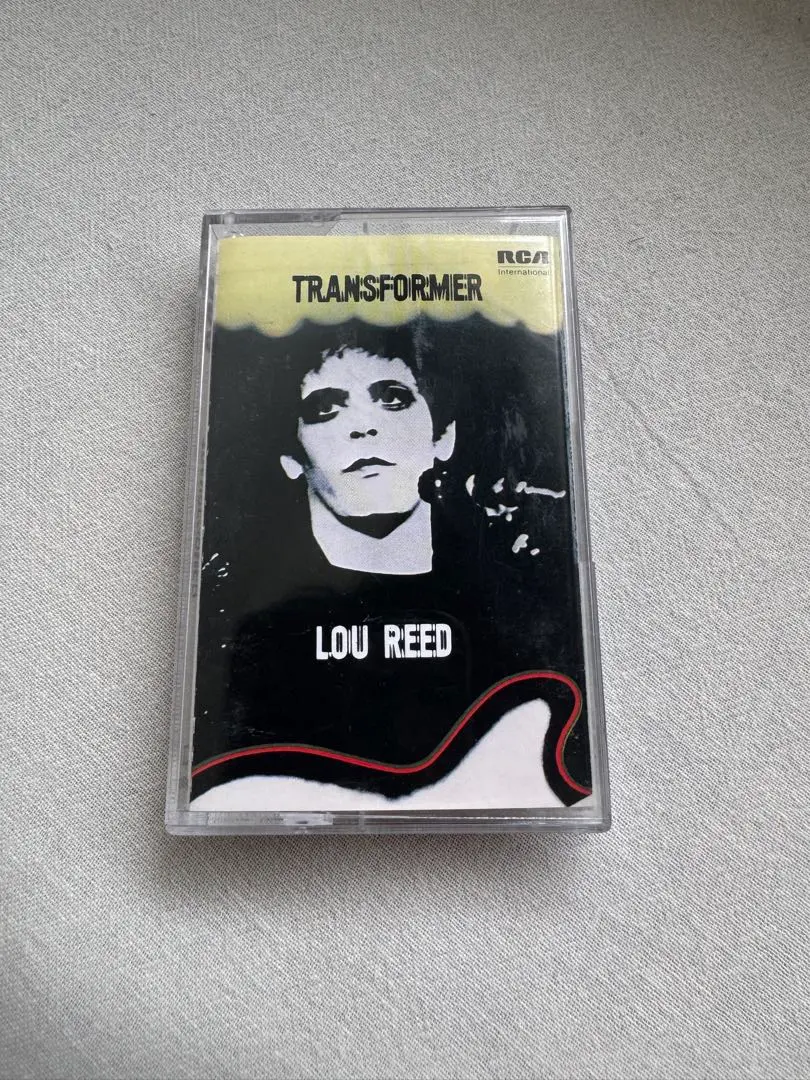 RCA
International
TRANSFORMER
LOU REED